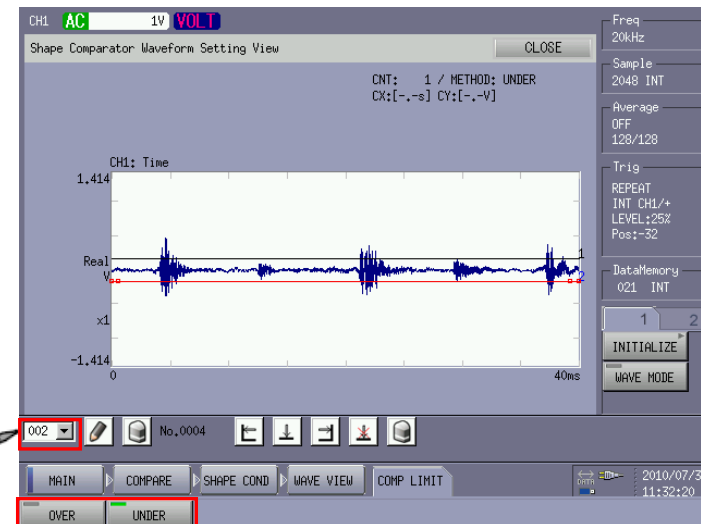 CH1 AC 1V VOLT
Shape Comparator Waveform Setting View CLOSE
CNT: 1 / METHOD: UNDER
CX:[-.-s] CY:[-.-V]
CH1: Time
1.414
Real
V
x1
-1.414
0 40ms
1
2
Freq
20kHz
Sample
2048 INT
Average
OFF
128/128
Trig
REPEAT
INT CH1/+
LEVEL:25%
Pos:-32
DataMemory
021 INT
1 2
INITIALIZE
WAVE MODE
002 No.0004
MAIN COMPARE SHAPE COND WAVE VIEW COMP LIMIT
DATA
2010/07/3
11:32:20
OVER UNDER